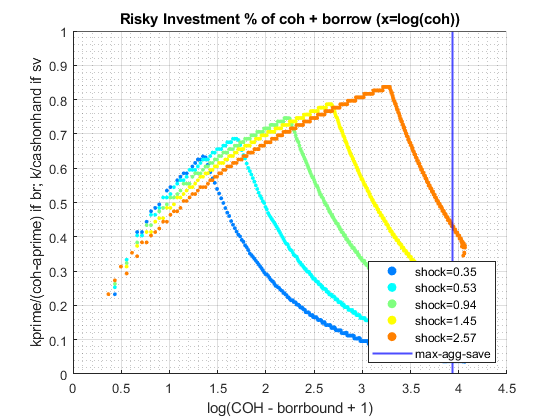 Risky Investment % of coh + borrow (x=log(coh))
kprime/(coh-aprime) if br; k/cashonhand if sv
1
0.9
0.8
0.7
0.6
0.5
0.4
0.3
0.2
0.1
0
shock=0.35
shock=0.53
shock=0.94
shock=1.45
shock=2.57
max-agg-save
0 0.5 1 1.5 2 2.5 3 3.5 4 4.5
log(COH - borrbound + 1)